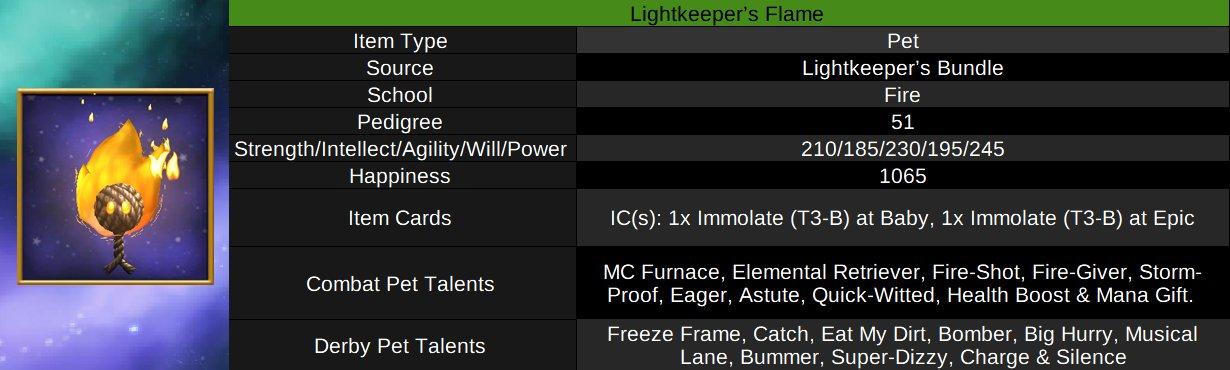 Lightkeeper’s Flame
Item Type Pet
Source Lightkeeper’s Bundle
School Fire
Pedigree 51
Strength/Intellect/Agility/Will/Power 210/185/230/195/245
Happiness 1065
Item Cards IC(s): 1x Immolate (T3-B) at Baby, 1x Immolate (T3-B) at Epic
Combat Pet Talents
MC Furnace, Elemental Retriever, Fire-Shot, Fire-Giver, Storm-
Proof, Eager, Astute, Quick-Witted, Health Boost & Mana Gift.
Derby Pet Talents
Freeze Frame, Catch, Eat My Dirt, Bomber, Big Hurry, Musical
Lane, Bummer, Super-Dizzy, Charge & Silence